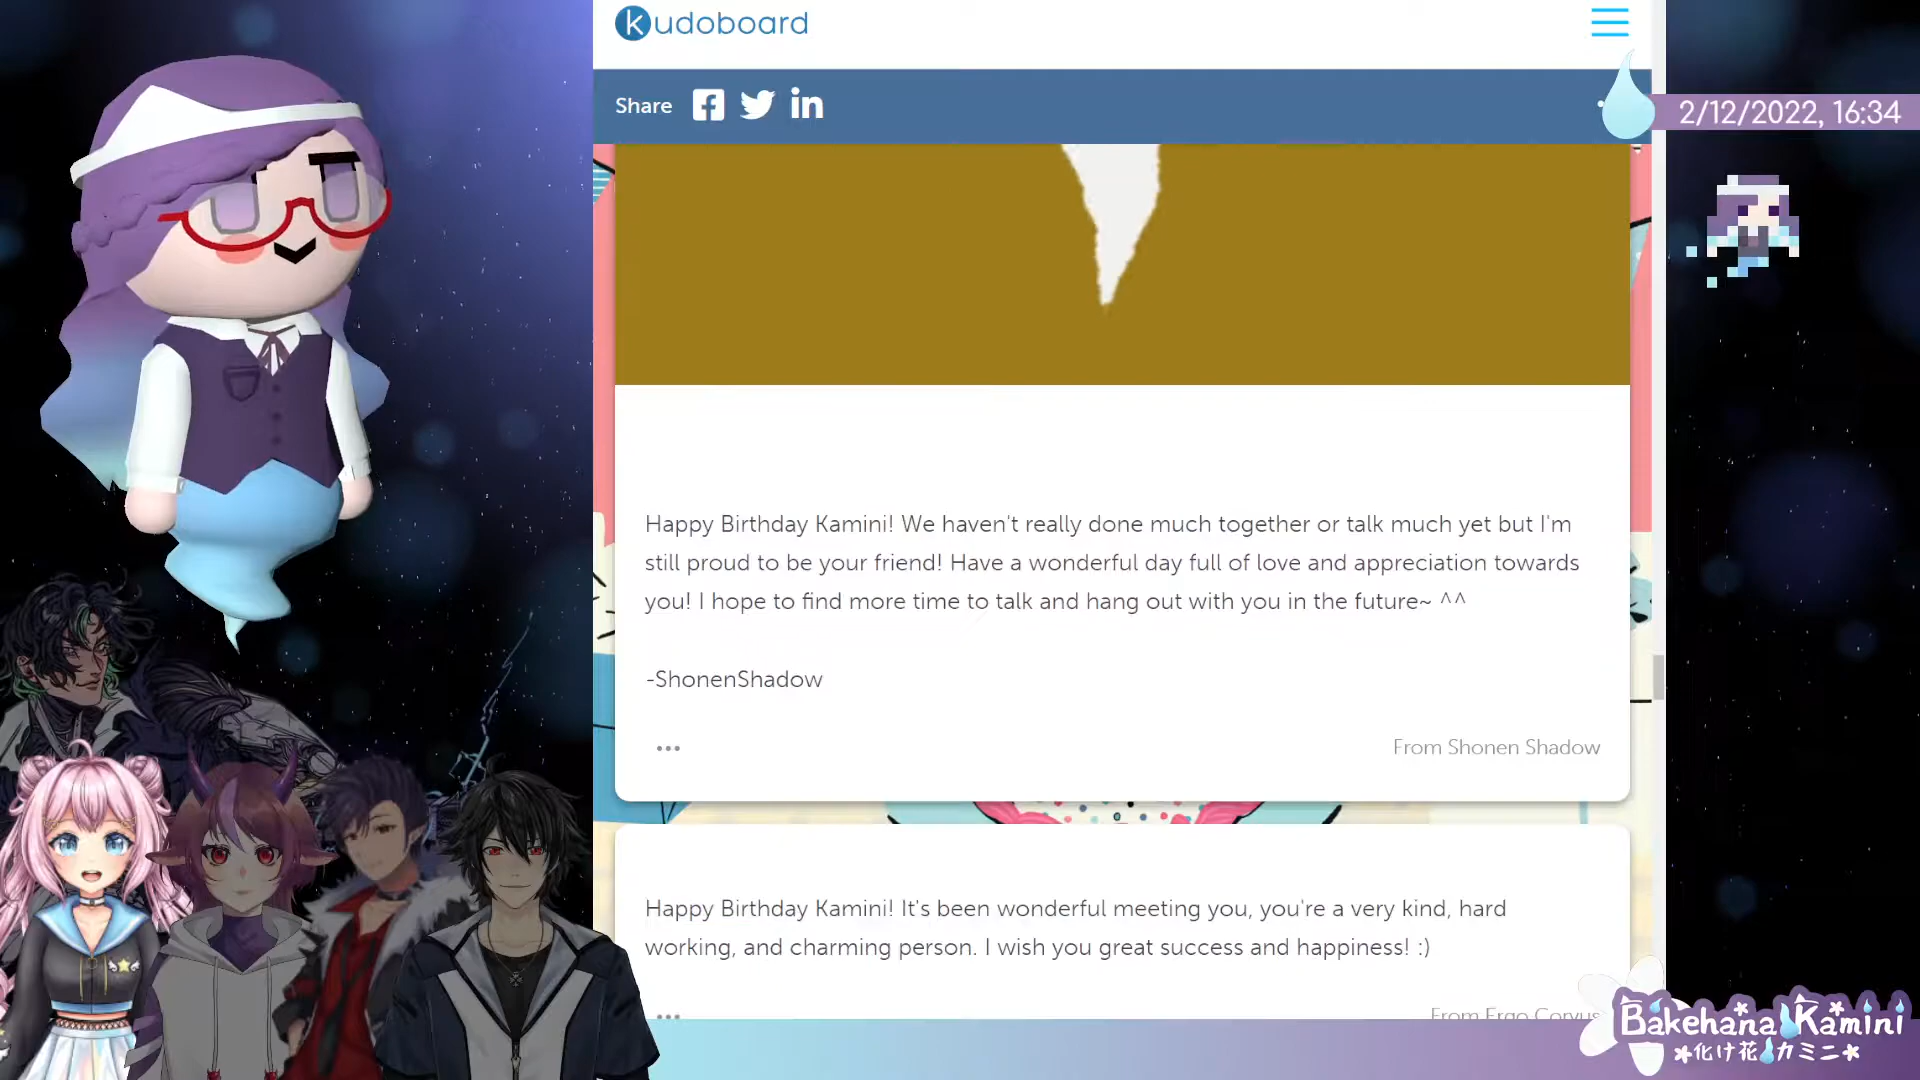 kudoboard
Share
2/12/2022, 16:34
Happy Birthday Kamini! We haven't really done much together or talk much yet but I'm
still proud to be your friend! Have a wonderful day full of love and appreciation towards
you! I hope to find more time to talk and hang out with you in the future~ ^^
-ShonenShadow
From Shonen Shadow
Happy Birthday Kamini! It's been wonderful meeting you, you're a very kind, hard
working, and charming person. I wish you great success and happiness! :)
From Ergo Corvus
Bakehana Kamini
化け花カミニ